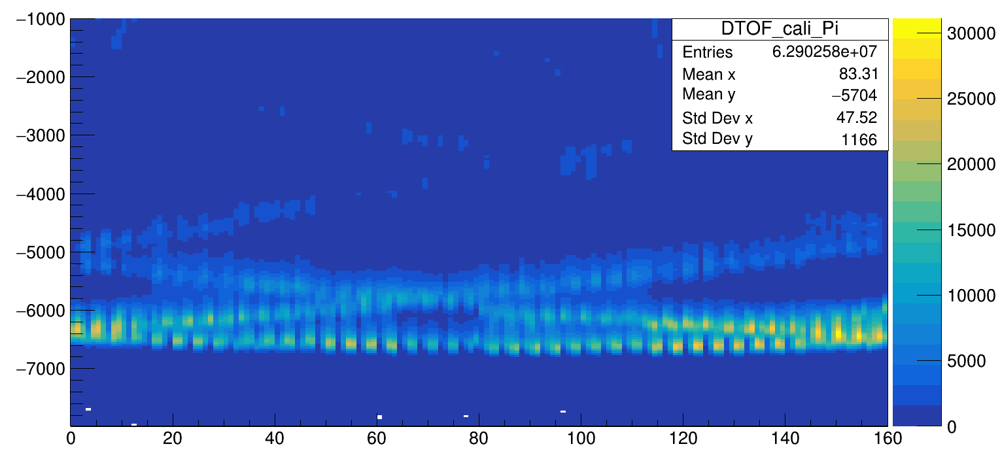 DTOF_cali_Pi
Entries 6.290258e+07
Mean x 83.31
Mean y −5704
Std Dev x 47.52
Std Dev y 1166
−1000
−2000
−3000
−4000
−5000
−6000
−7000
0 20 40 60 80 100 120 140 160
30000
25000
20000
15000
10000
5000
0